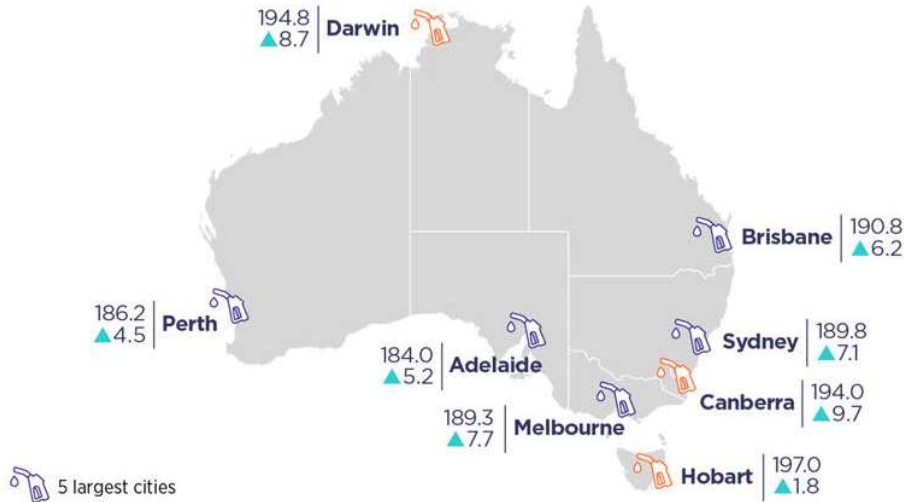 194.8
▲8.7
Darwin
Brisbane
190.8
▲6.2
186.2
▲4.5
Perth
184.0
▲5.2
Adelaide
Sydney
189.8
▲7.1
189.3
▲7.7
Melbourne
Canberra
194.0
▲9.7
Hobart
197.0
▲1.8
5 largest cities